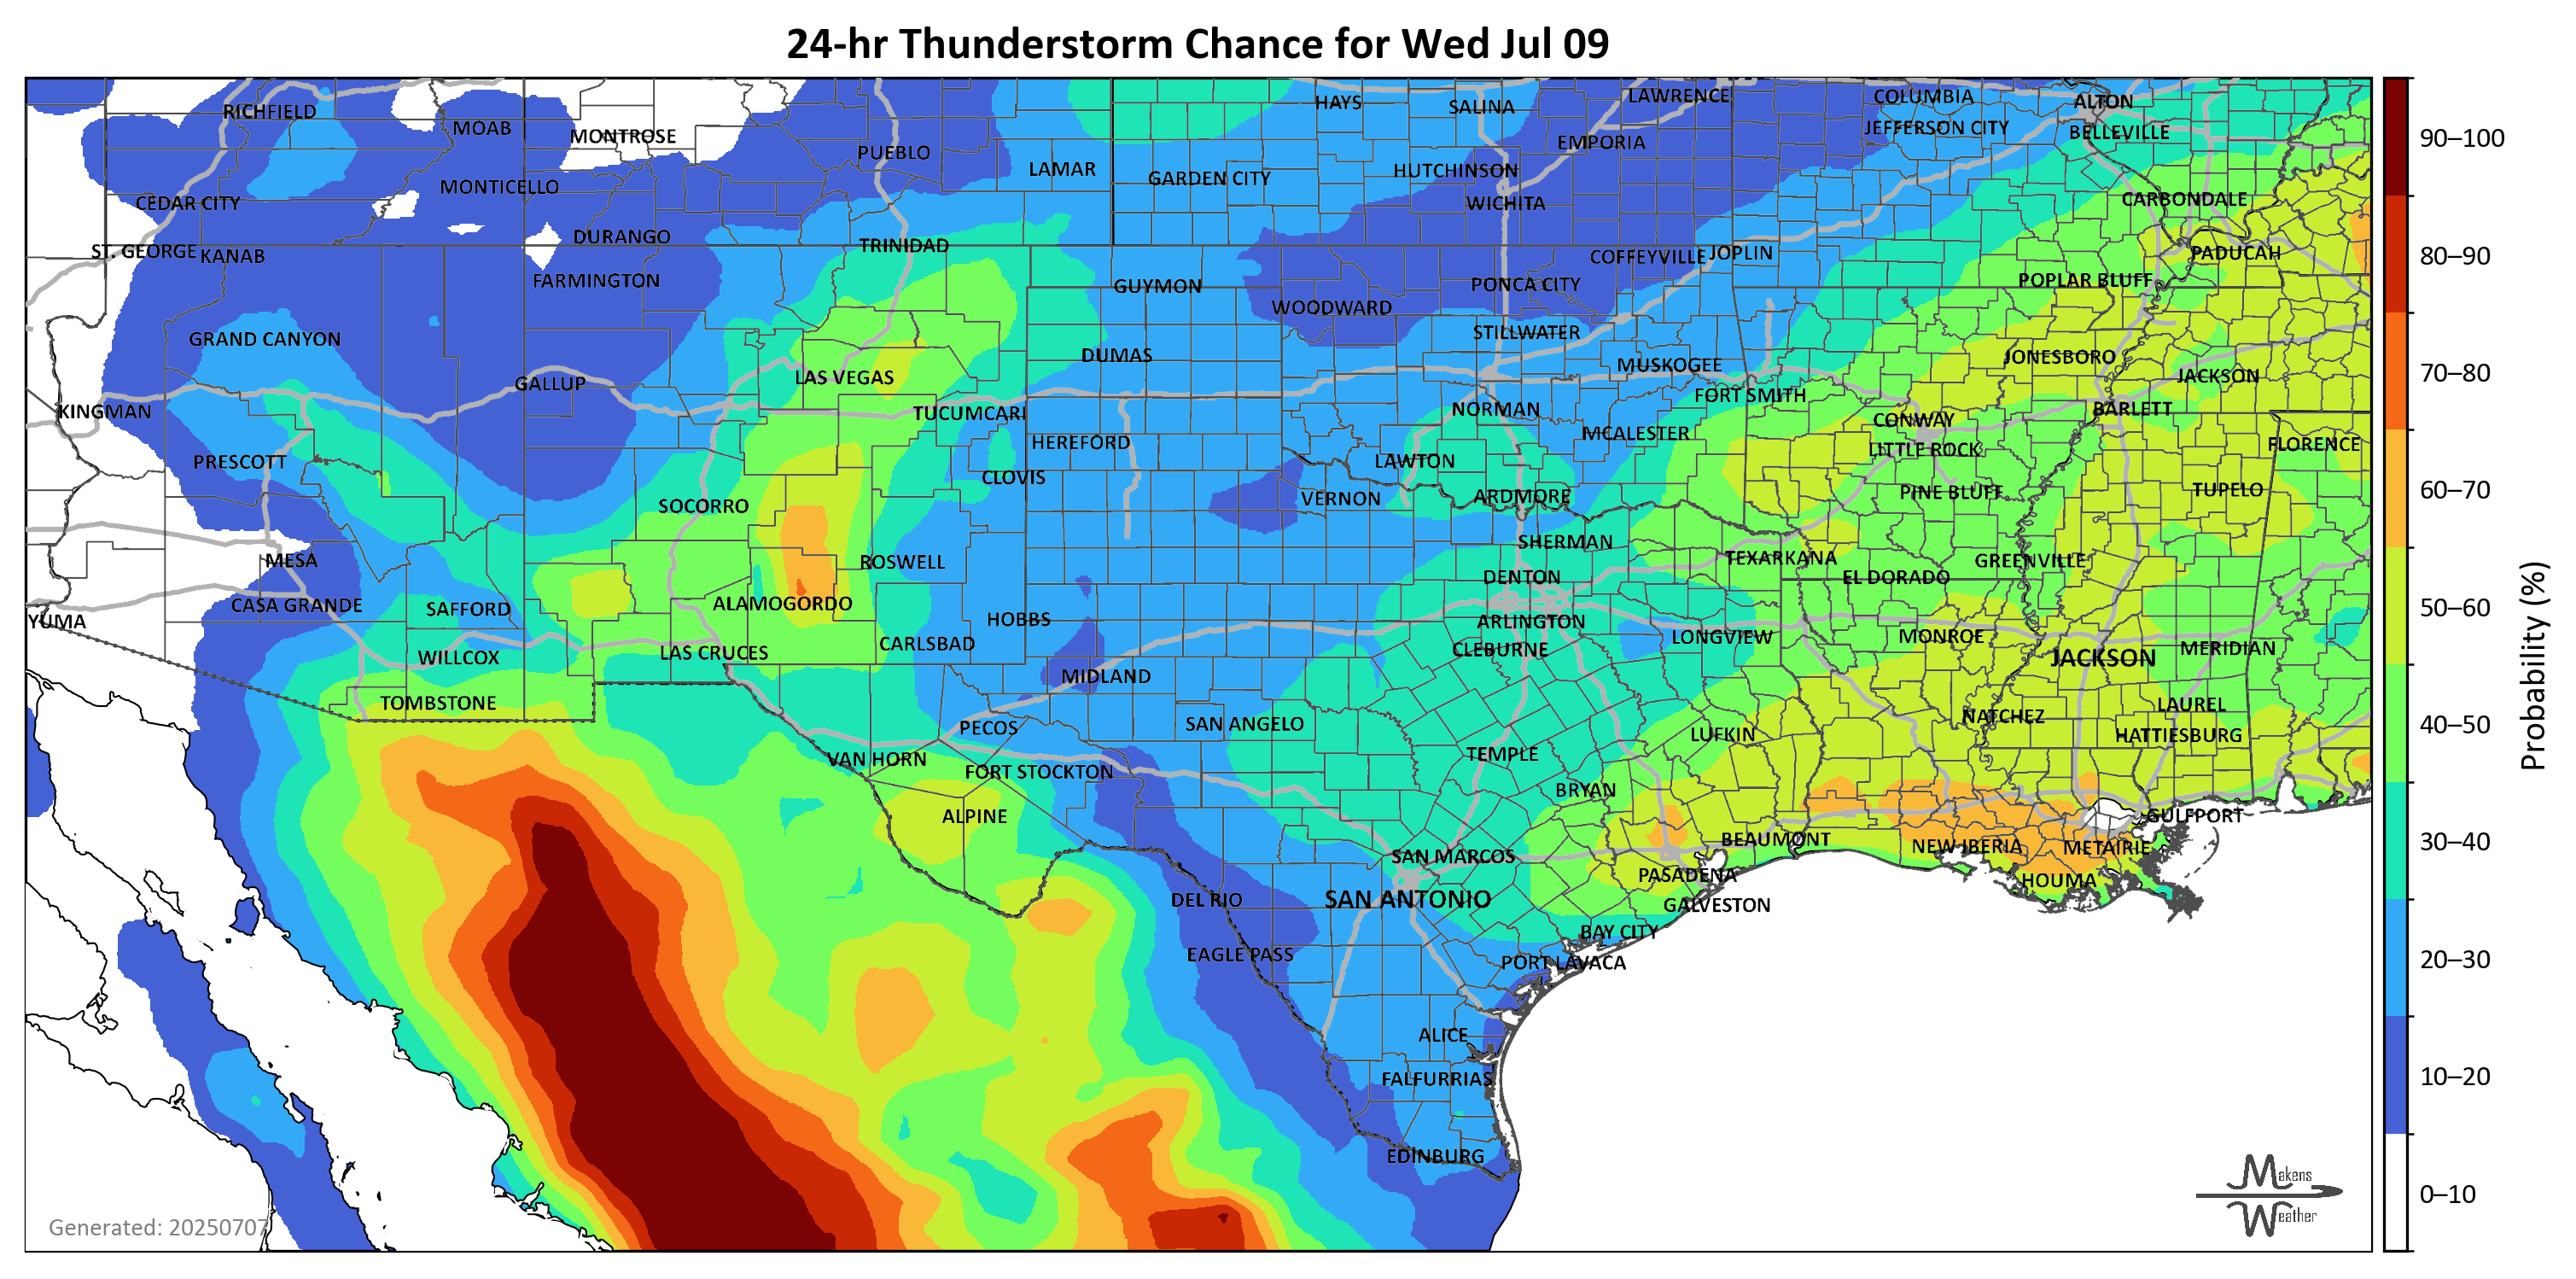 24-hr Thunderstorm Chance for Wed Jul 09
RICHFIELD
MOAB
MONTROSE
PUEBLO
LAMAR
HAYS
SALINA
LAWRENCE
COLUMBIA
ALTON
GARDEN CITY
HUTCHINSON
EMPORIA
JEFFERSON CITY
BELLEVILLE
CEDAR CITY
MONTICELLO
WICHITA
CARBONDALE
ST. GEORGE
KANAB
DURANGO
TRINIDAD
COFFEYVILLE
JOPLIN
PADUCAH
FARMINGTON
GUYMON
WOODWARD
PONCA CITY
POPLAR BLUFF
GRAND CANYON
DUMAS
STILLWATER
MUSKOGEE
JONESBORO
JACKSON
KINGMAN
GALLUP
LAS VEGAS
TUCUMCARI
NORMAN
FORT SMITH
CONWAY
BARLETT
PRESCOTT
HEREFORD
CLOVIS
LAWTON
MCALESTER
LITTLE ROCK
FLORENCE
SOCORRO
VERNON
ARDMORE
PINE BLUFF
TUPELO
MESA
ROSWELL
SHERMAN
TEXARKANA
GREENVILLE
YUMA
CASA GRANDE
SAFFORD
ALAMOGORDO
HOBBS
DENTON
EL DORADO
ARLINGTON
WILLCOX
LAS CRUCES
CARLSBAD
CLEBURNE
LONGVIEW
MONROE
JACKSON
MERIDIAN
TOMBSTONE
MIDLAND
PECOS
SAN ANGELO
LUFKIN
NATCHEZ
LAUREL
HATTIESBURG
VAN HORN
FORT STOCKTON
TEMPLE
BRYAN
ALPINE
SAN MARCOS
BEAUMONT
NEW IBERIA
METAIRIE
GULFPORT
DEL RIO
SAN ANTONIO
PASADENA
HOUMA
GALVESTON
EAGLE PASS
BAY CITY
PORT LAVACA
ALICE
FALFURRIAS
EDINBURG
90–100
80–90
70–80
60–70
50–60
40–50
30–40
20–30
10–20
0–10
Probability (%)
Generated: 20250707
Makens
Weather